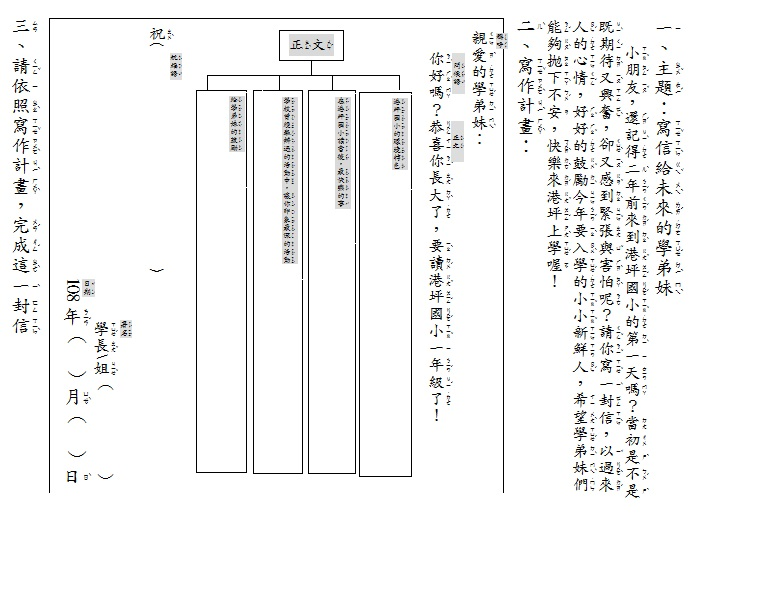 一、主題：寫信給未來的學弟妹
小朋友，還記得二年前來到港坪國小的第一天嗎？當初是不是
既期待又興奮，卻又感到緊張與害怕呢？請你寫一封信，以過來
人的心情，好好的鼓勵今年要入學的小小新鮮人，希望學弟妹們
能夠拋下不安，快樂來港坪上學喔！
二、寫作計畫：
稱呼
親愛的學弟妹：
問候語
正文
你好嗎？恭喜你長大了，要讀港坪國小一年級了！
正文
港坪國小的環境特色
在港坪國小讀書後，最快樂的事
學校曾經舉辦過的活動中，讓你印象最深的活動
給學弟妹的鼓勵
祝福語
祝（ ）
署名
學長\姐（ ）
日期
108年（ ）月（ ）日
三、請依照寫作計畫，完成這一封信